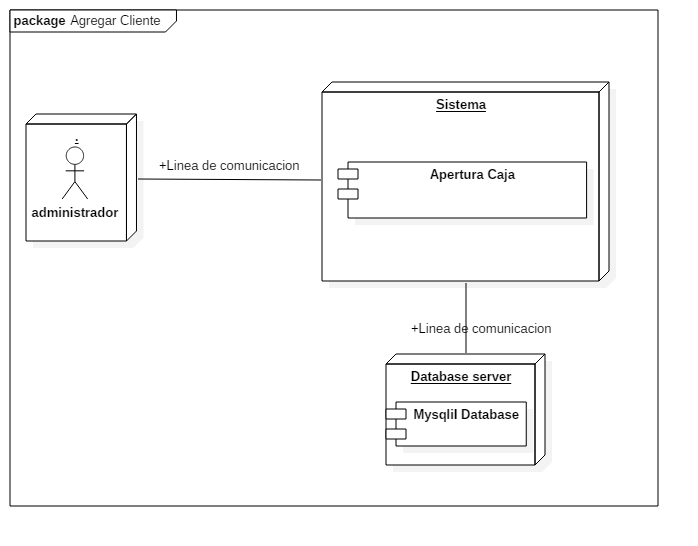 package Agregar Cliente
Sistema
+Linea de comunicacion
Apertura Caja
administrador
+Linea de comunicacion
Database server
Mysqlil Database